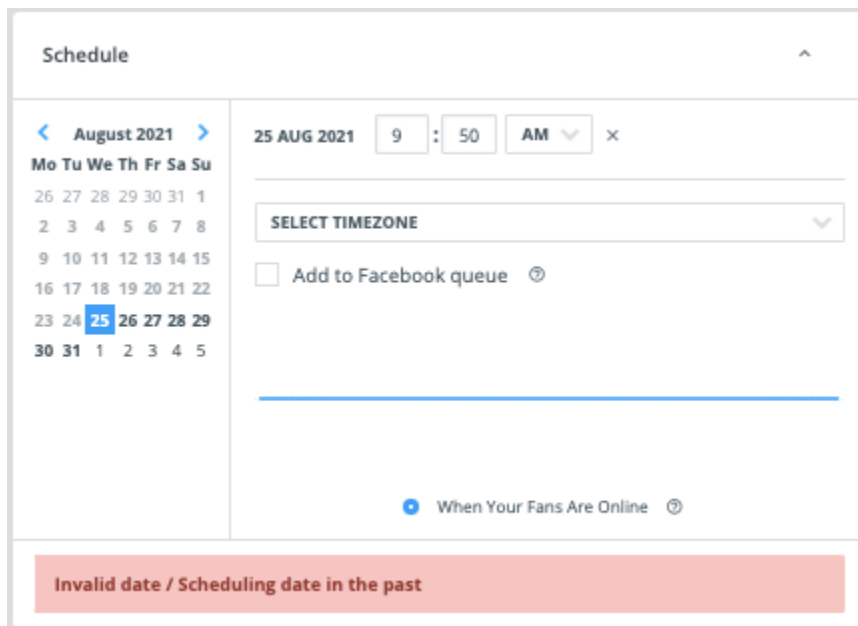 Schedule
August 2021
Mo Tu We Th Fr Sa Su
26 27 28 29 30 31 1
2 3 4 5 6 7 8
9 10 11 12 13 14 15
16 17 18 19 20 21 22
23 24 25 26 27 28 29
30 31 1 2 3 4 5
25 AUG 2021 9 : 50 AM ×
SELECT TIMEZONE
Add to Facebook queue ?
When Your Fans Are Online ?
Invalid date / Scheduling date in the past